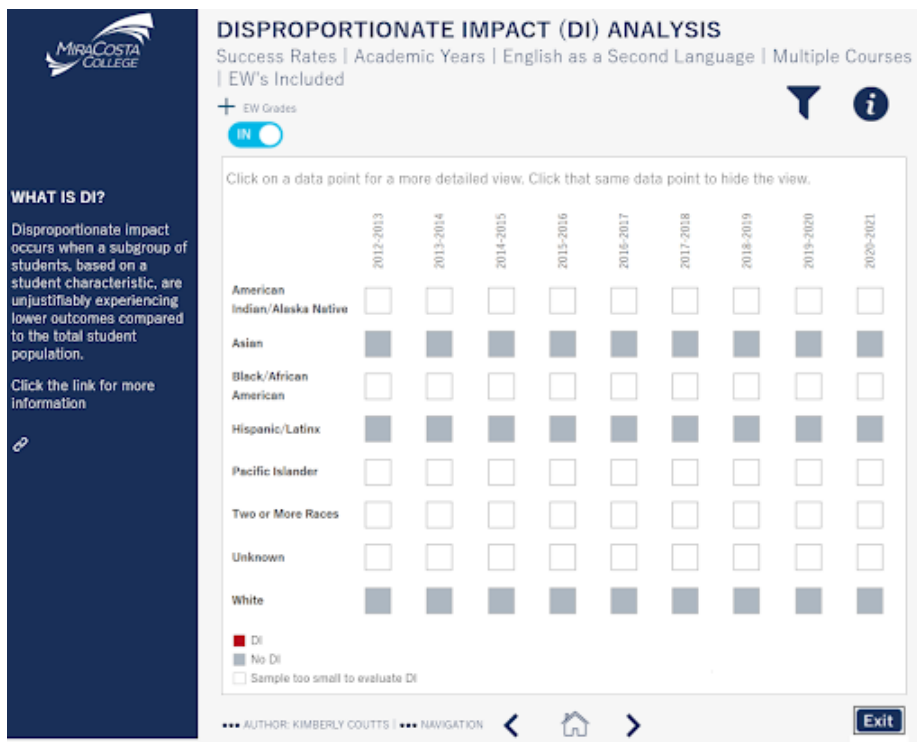 MIRACOSTA
COLLEGE
DISPROPORTIONATE IMPACT (DI) ANALYSIS
Success Rates | Academic Years | English as a Second Language | Multiple Courses
| EW's Included
EW Grades
IN
WHAT IS DI?
Disproportionate impact
occurs when a subgroup of
students, based on a
student characteristic, are
unjustifiably experiencing
lower outcomes compared
to the total student
population.
Click the link for more
information
Click on a data point for a more detailed view. Click that same data point to hide the view.
2012-2013
2013-2014
2014-2015
2015-2016
2016-2017
2017-2018
2018-2019
2019-2020
2020-2021
American
Indian/Alaska Native
Asian
Black/African
American
Hispanic/Latinx
Pacific Islander
Two or More Races
Unknown
White
DI
No DI
Sample too small to evaluate DI
••• AUTHOR: KIMBERLY COUTTS | ••• NAVIGATION
Exit